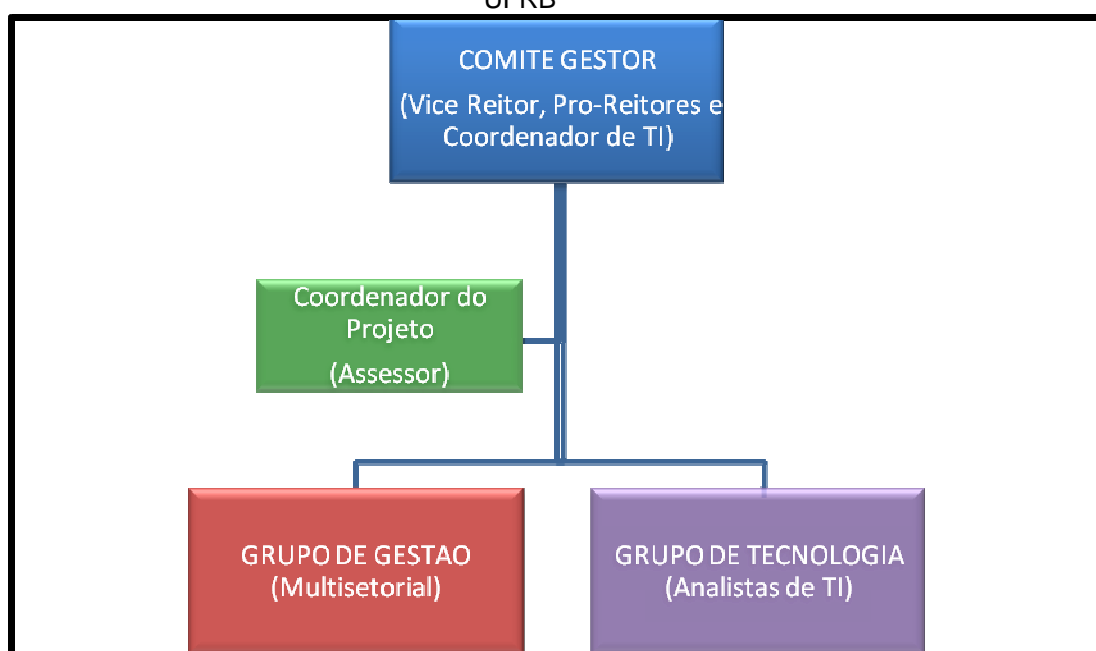 UFRB
COMITE GESTOR
(Vice Reitor, Pro-Reitores e
Coordenador de TI)
Coordenador do
Projeto
(Assessor)
GRUPO DE GESTAO
(Multisetorial)
GRUPO DE TECNOLOGIA
(Analistas de TI)